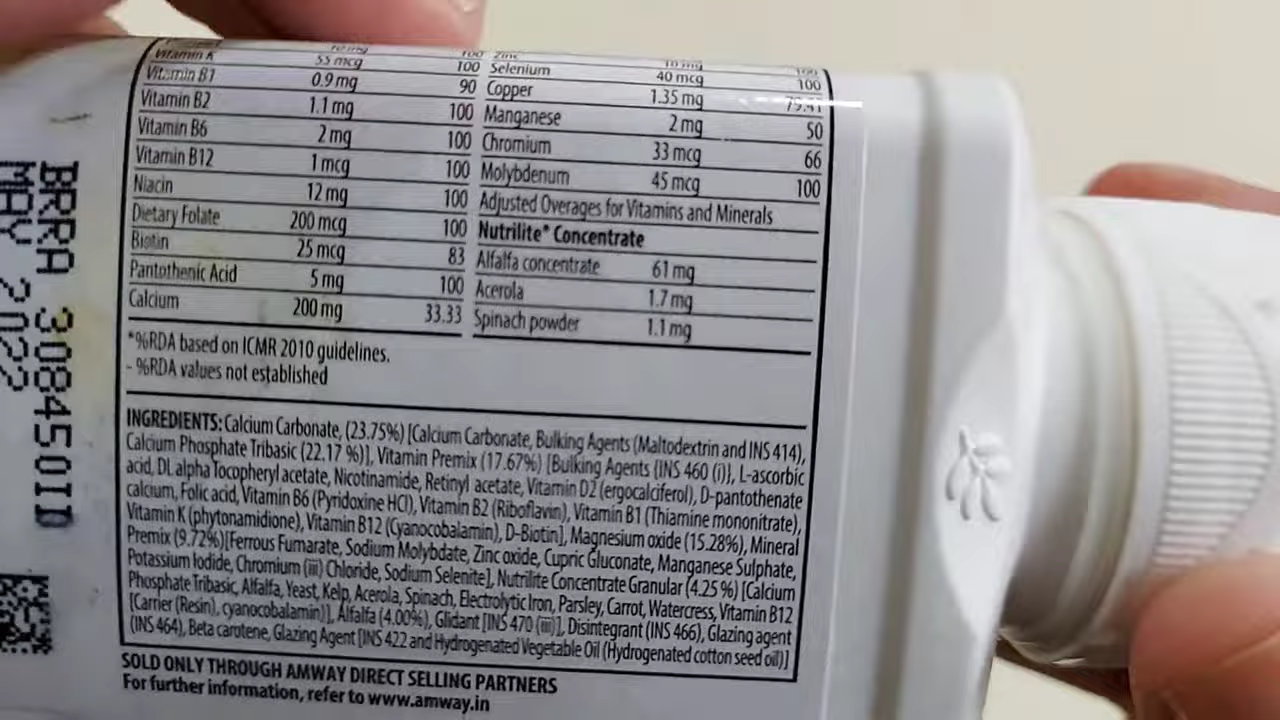 Vitamin K 55 mcg 100
Vitamin B1 0.9 mg 90
Vitamin B2 1.1 mg 100
Vitamin B6 2 mg 100
Vitamin B12 1 mcg 100
Niacin 12 mg 100
Dietary Folate 200 mcg 100
Biotin 25 mcg 83
Pantothenic Acid 5 mg 100
Calcium 200 mg 33.33
Zinc 10 mg 100
Selenium 40 mcg 100
Copper 1.35 mg 79.41
Manganese 2 mg 50
Chromium 33 mcg 66
Molybdenum 45 mcg 100
Adjusted Overages for Vitamins and Minerals
Nutrilite* Concentrate
Alfalfa concentrate 61 mg
Acerola 1.7 mg
Spinach powder 1.1 mg
*%RDA based on ICMR 2010 guidelines.
- %RDA values not established
INGREDIENTS: Calcium Carbonate, (23.75%) [Calcium Carbonate, Bulking Agents (Maltodextrin and INS 414),
Calcium Phosphate Tribasic (22.17 %)], Vitamin Premix (17.67%) [Bulking Agents {INS 460 (i)}, L-ascorbic
acid, DL alpha Tocopheryl acetate, Nicotinamide, Retinyl acetate, Vitamin D2 (ergocalciferol), D-pantothenate
calcium, Folic acid, Vitamin B6 (Pyridoxine HCl), Vitamin B2 (Riboflavin), Vitamin B1 (Thiamine mononitrate),
Vitamin K (phytonamidione), Vitamin B12 (Cyanocobalamin), D-Biotin], Magnesium oxide (15.28%), Mineral
Premix (9.72%)[Ferrous Fumarate, Sodium Molybdate, Zinc oxide, Cupric Gluconate, Manganese Sulphate,
Potassium Iodide, Chromium (iii) Chloride, Sodium Selenite], Nutrilite Concentrate Granular (4.25 %) [Calcium
Phosphate Tribasic, Alfalfa, Yeast, Kelp, Acerola, Spinach, Electrolytic Iron, Parsley, Carrot, Watercress, Vitamin B12
[Carrier (Resin), cyanocobalamin)], Alfalfa (4.00%), Glidant [INS 470 (iii)], Disintegrant (INS 466), Glazing agent
(INS 464), Beta carotene, Glazing Agent [INS 422 and Hydrogenated Vegetable Oil (Hydrogenated cotton seed oil)]
SOLD ONLY THROUGH AMWAY DIRECT SELLING PARTNERS
For further information, refer to www.amway.in
BRRA 308450ID
MAY 2022